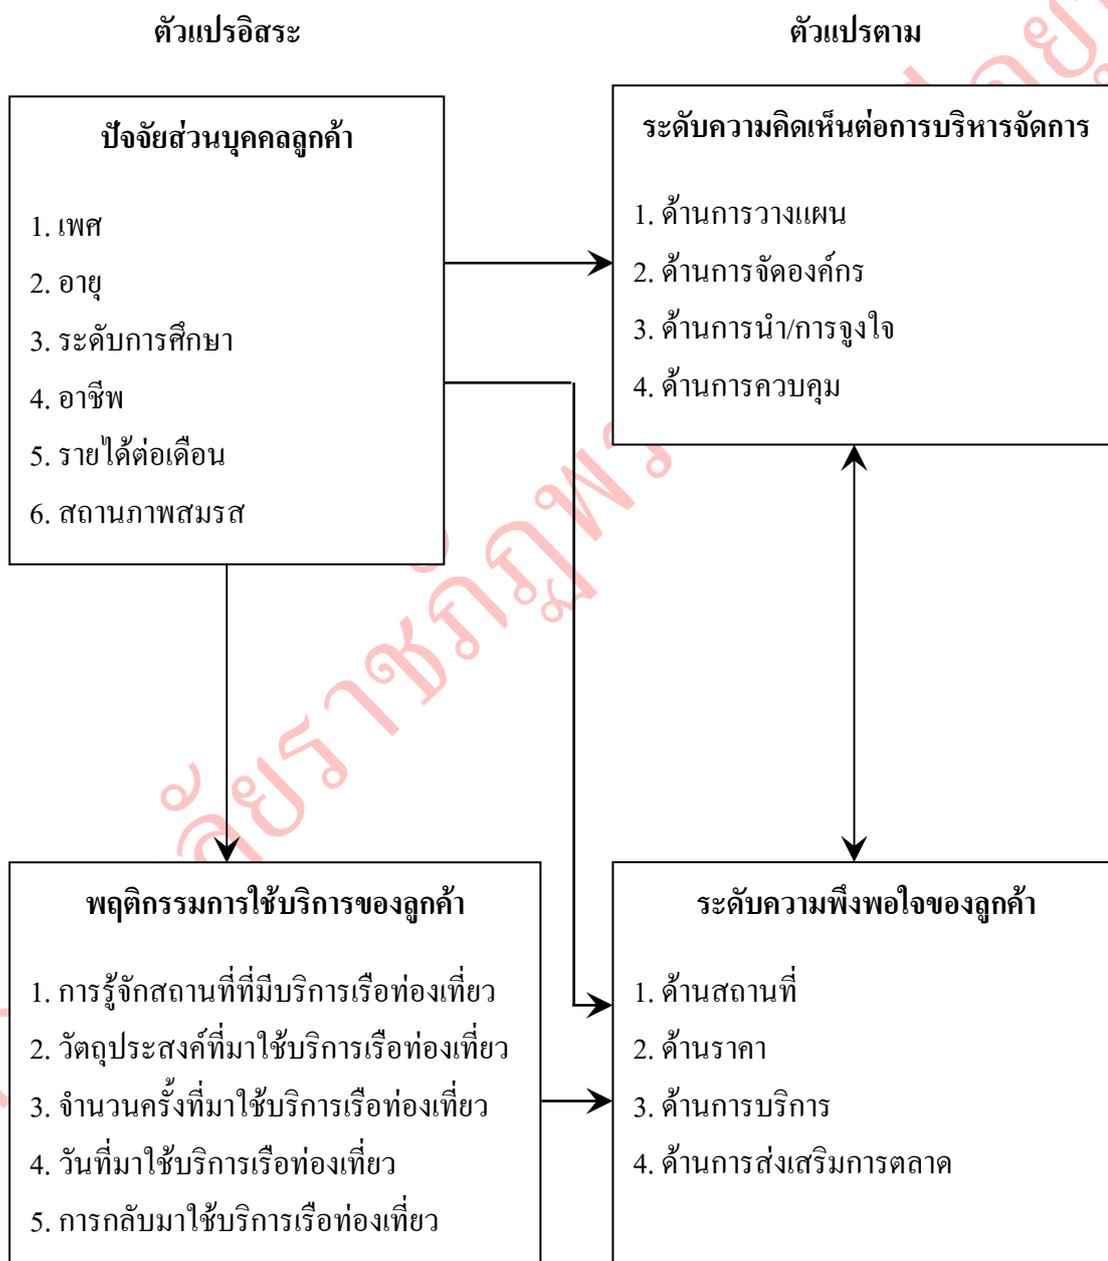 ตัวแปรอิสระ
ตัวแปรตาม
ปัจจัยส่วนบุคคลลูกค้า
1. เพศ
2. อายุ
3. ระดับการศึกษา
4. อาชีพ
5. รายได้ต่อเดือน
6. สถานภาพสมรส
ระดับความคิดเห็นต่อการบริหารจัดการ
1. ด้านการวางแผน
2. ด้านการจัดองค์กร
3. ด้านการนำ/การจูงใจ
4. ด้านการควบคุม
พฤติกรรมการใช้บริการของลูกค้า
1. การรู้จักสถานที่ที่มีบริการเรือท่องเที่ยว
2. วัตถุประสงค์ที่มาใช้บริการเรือท่องเที่ยว
3. จำนวนครั้งที่มาใช้บริการเรือท่องเที่ยว
4. วันที่มาใช้บริการเรือท่องเที่ยว
5. การกลับมาใช้บริการเรือท่องเที่ยว
ระดับความพึงพอใจของลูกค้า
1. ด้านสถานที่
2. ด้านราคา
3. ด้านการบริการ
4. ด้านการส่งเสริมการตลาด